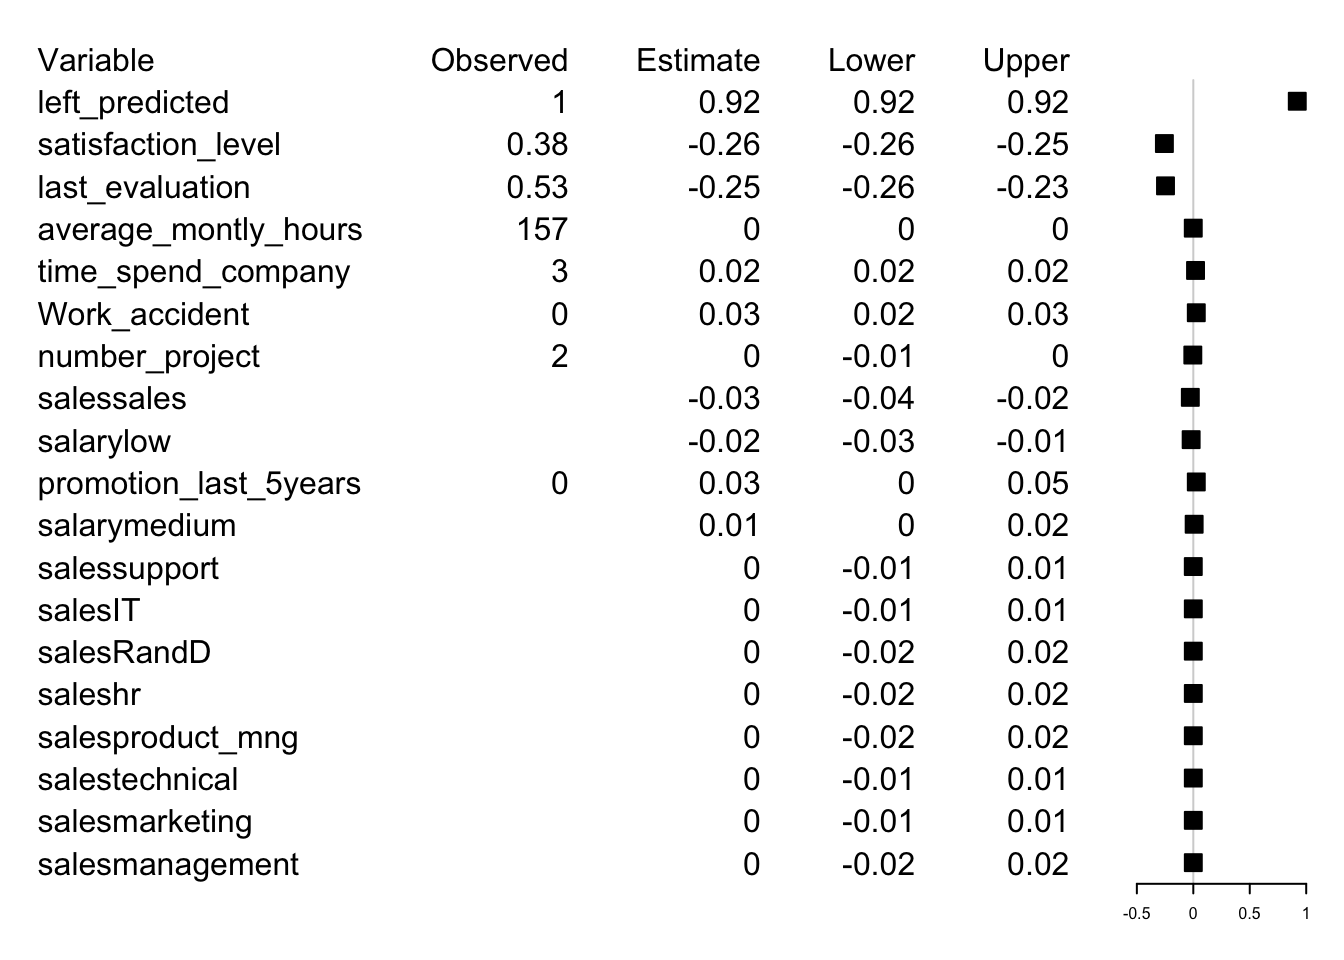 Variable Observed Estimate Lower Upper
left_predicted 1 0.92 0.92 0.92
satisfaction_level 0.38 -0.26 -0.26 -0.25
last_evaluation 0.53 -0.25 -0.26 -0.23
average_montly_hours 157 0 0 0
time_spend_company 3 0.02 0.02 0.02
Work_accident 0 0.03 0.02 0.03
number_project 2 0 -0.01 0
salessales -0.03 -0.04 -0.02
salarylow -0.02 -0.03 -0.01
promotion_last_5years 0 0.03 0 0.05
salarymedium 0.01 0 0.02
salessupport 0 -0.01 0.01
salesIT 0 -0.01 0.01
salesRandD 0 -0.02 0.02
saleshr 0 -0.02 0.02
salesproduct_mng 0 -0.02 0.02
salestechnical 0 -0.01 0.01
salesmarketing 0 -0.01 0.01
salesmanagement 0 -0.02 0.02
-0.5 0 0.5 1